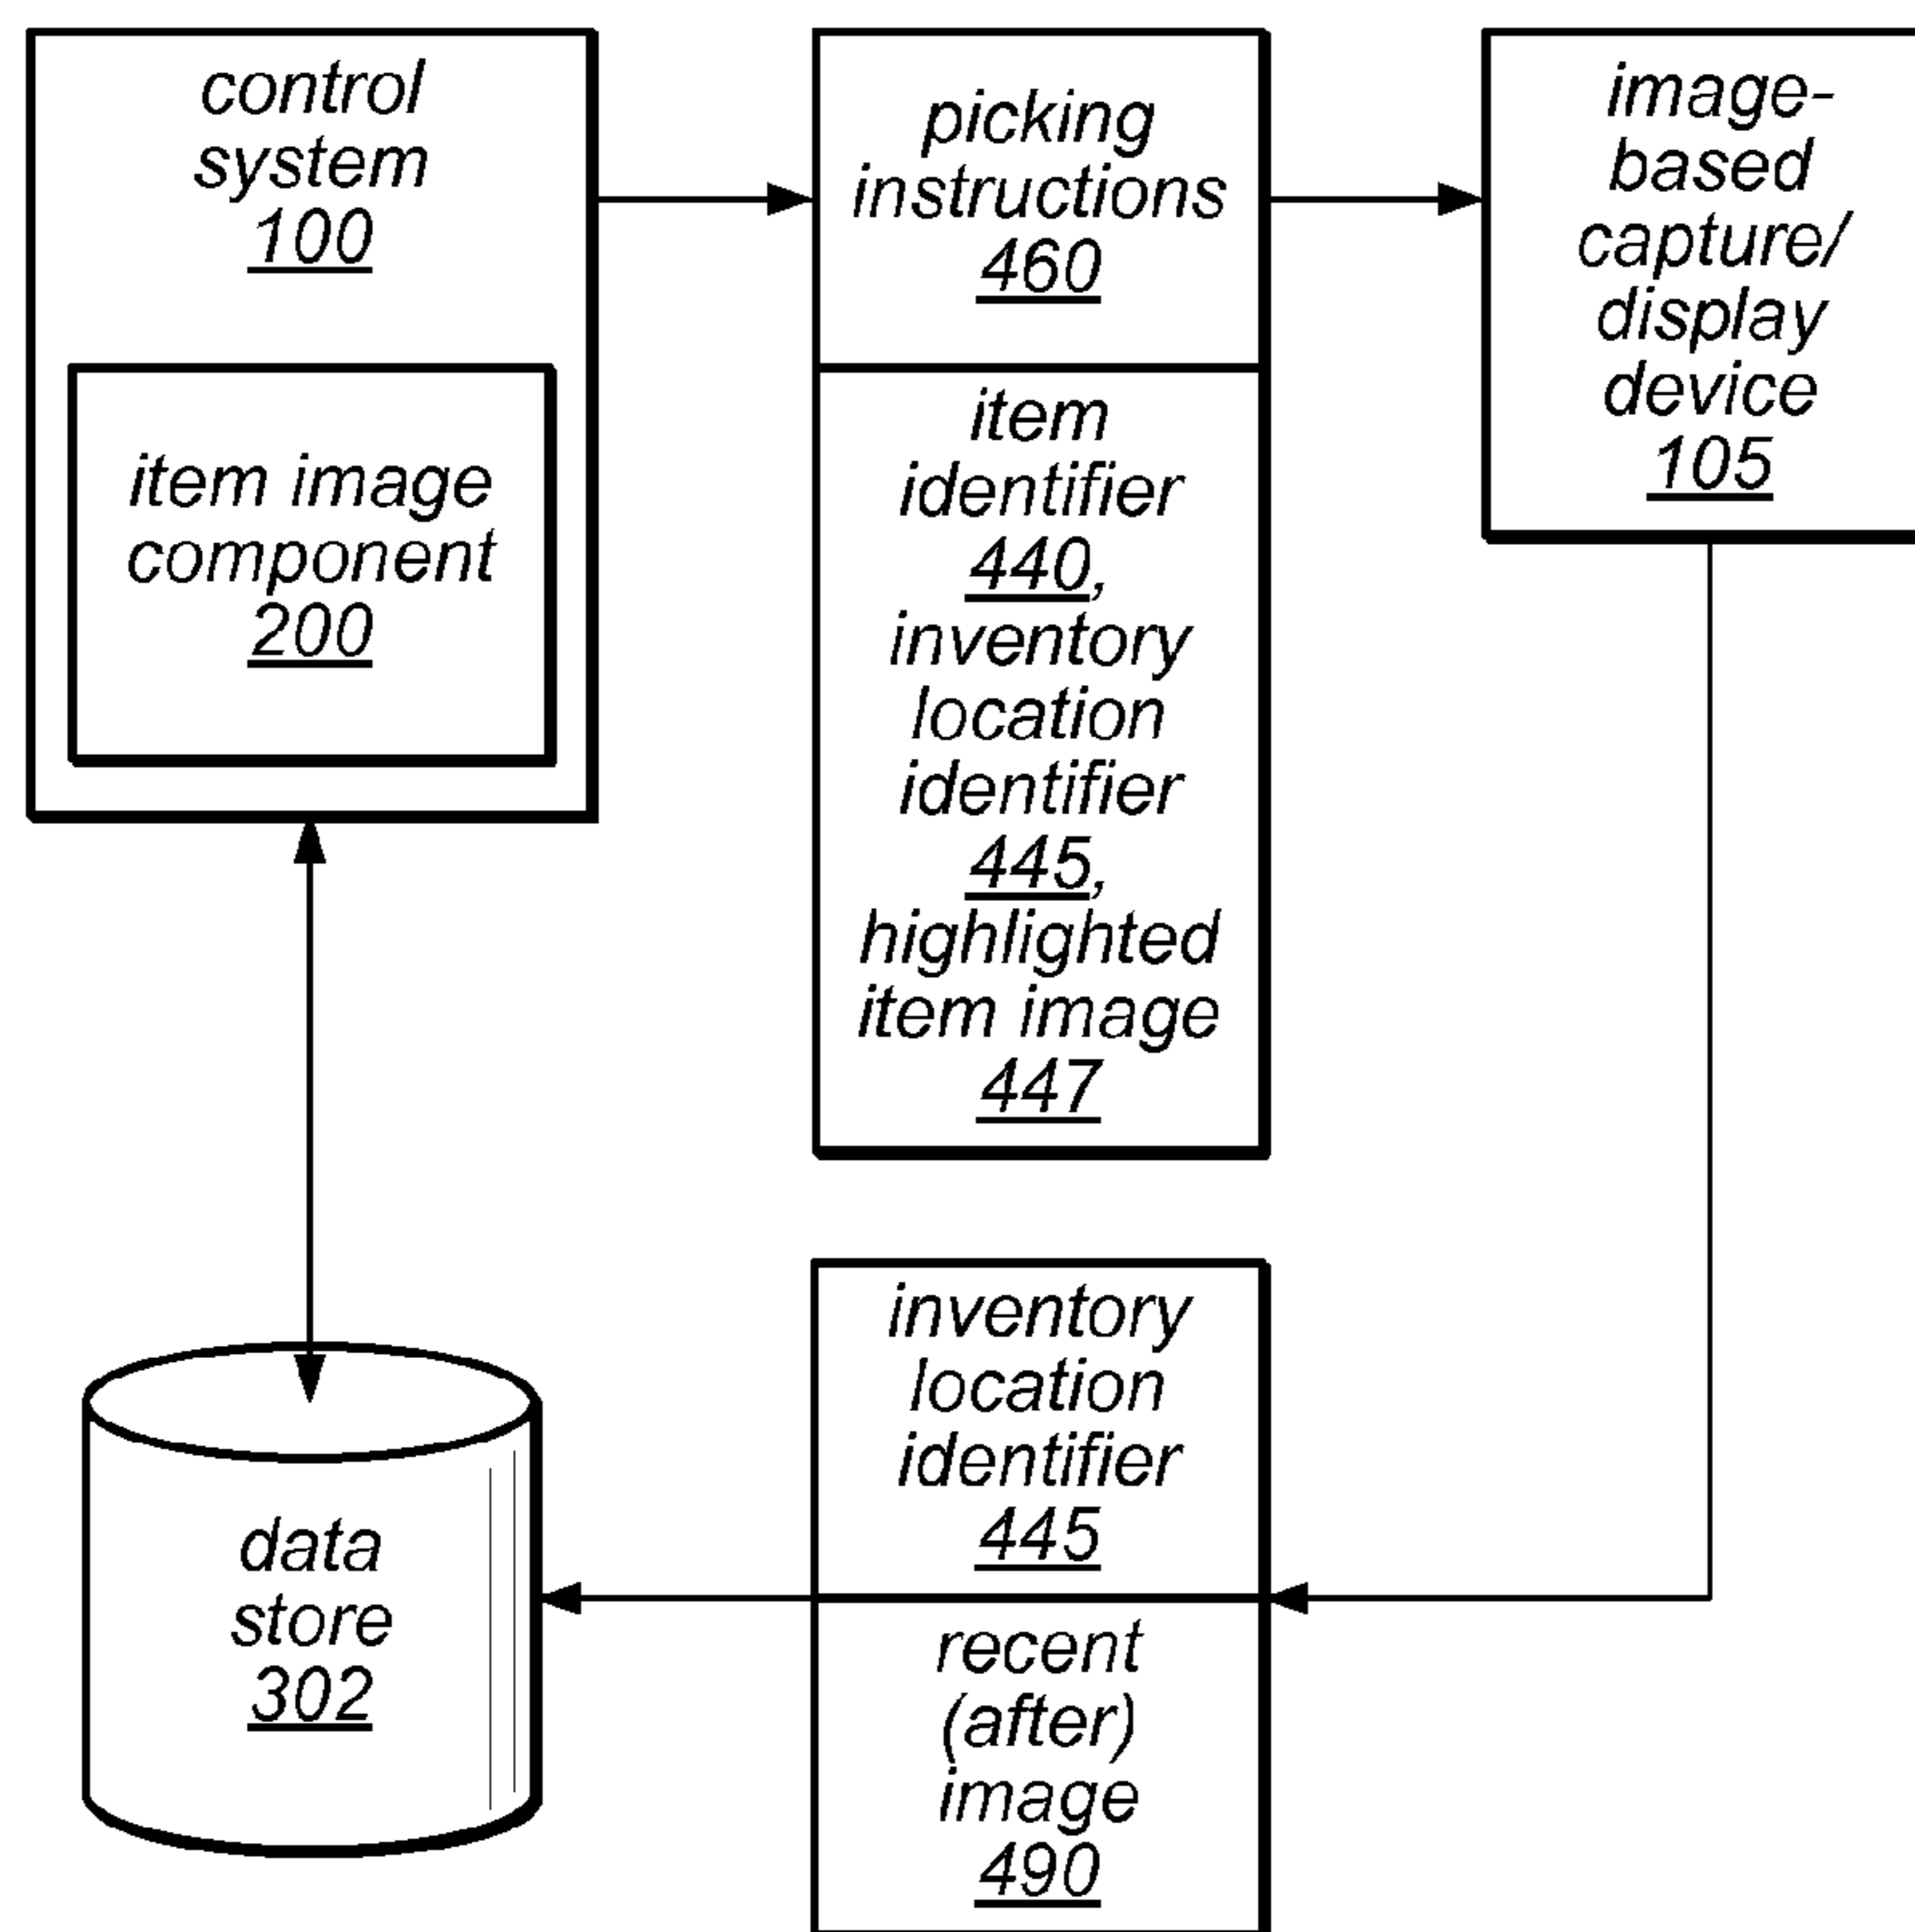 control
system
100
item image
component
200
picking
instructions
460
item
identifier
440,
inventory
location
identifier
445,
highlighted
item image
447
image-
based
capture/
display
device
105
data
store
302
inventory
location
identifier
445
recent
(after)
image
490